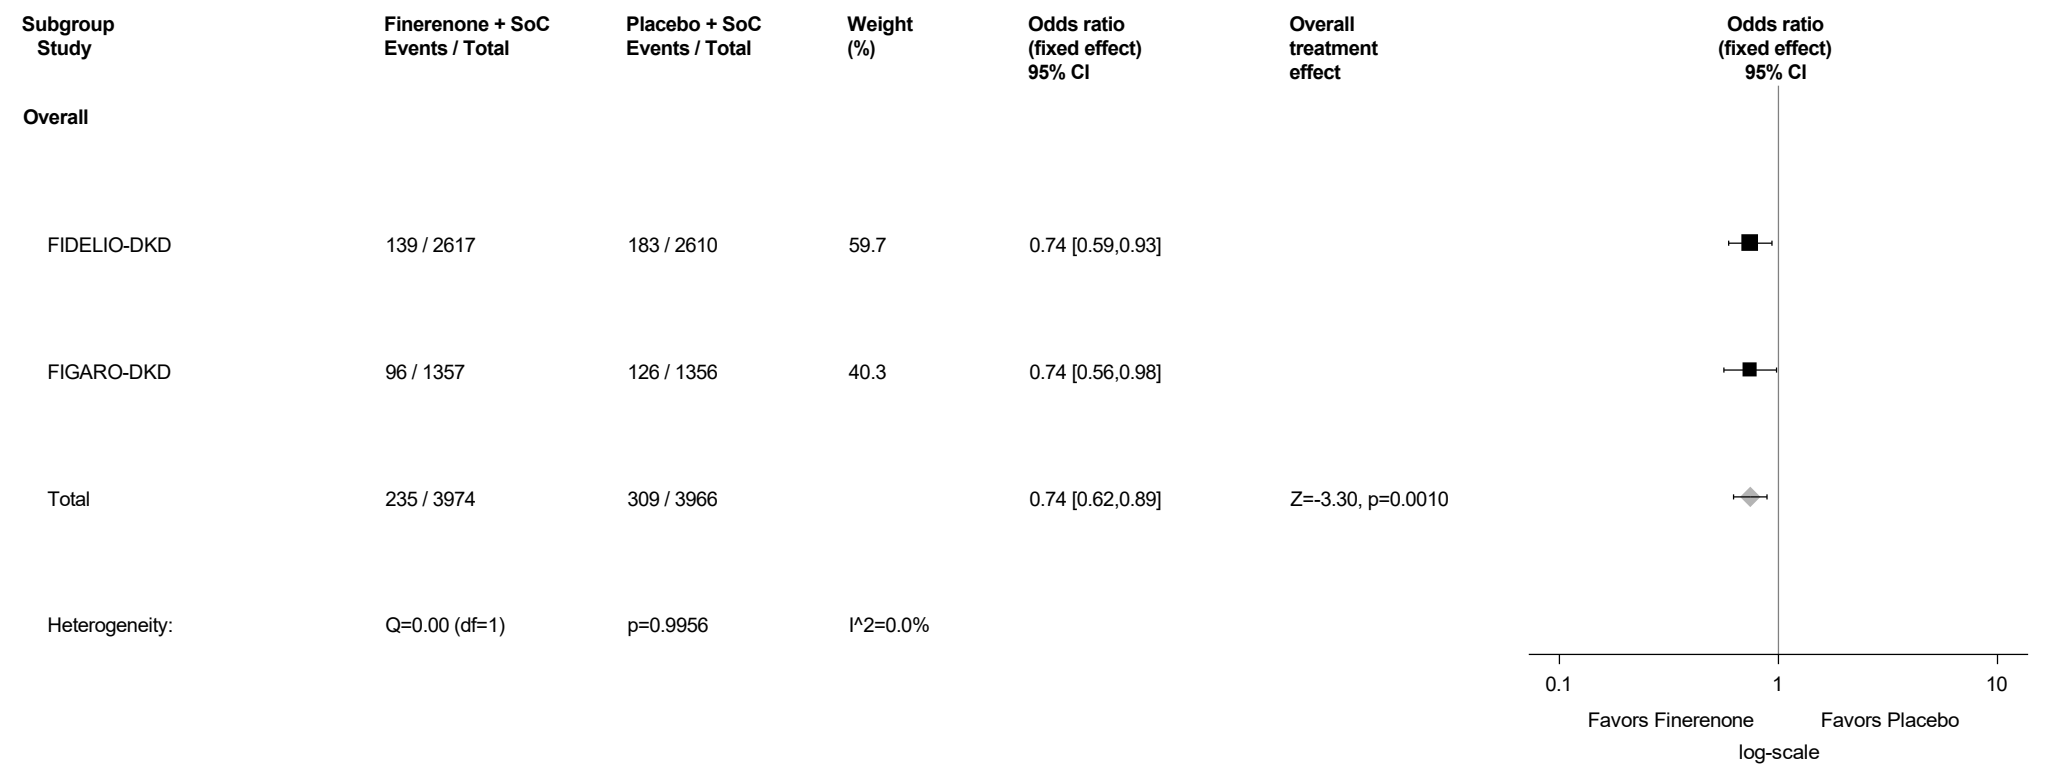 Subgroup Finerenone + SoC Placebo + SoC Weight Odds ratio Overall Odds ratio
Study Events / Total Events / Total (%) (fixed effect) treatment (fixed effect)
95% CI effect 95% CI
Overall
FIDELIO-DKD 139 / 2617 183 / 2610 59.7 0.74 [0.59,0.93]
FIGARO-DKD 96 / 1357 126 / 1356 40.3 0.74 [0.56,0.98]
Total 235 / 3974 309 / 3966 0.74 [0.62,0.89] Z=-3.30, p=0.0010
Heterogeneity: Q=0.00 (df=1) p=0.9956 I^2=0.0%
0.1 1 10
Favors Finerenone Favors Placebo
log-scale